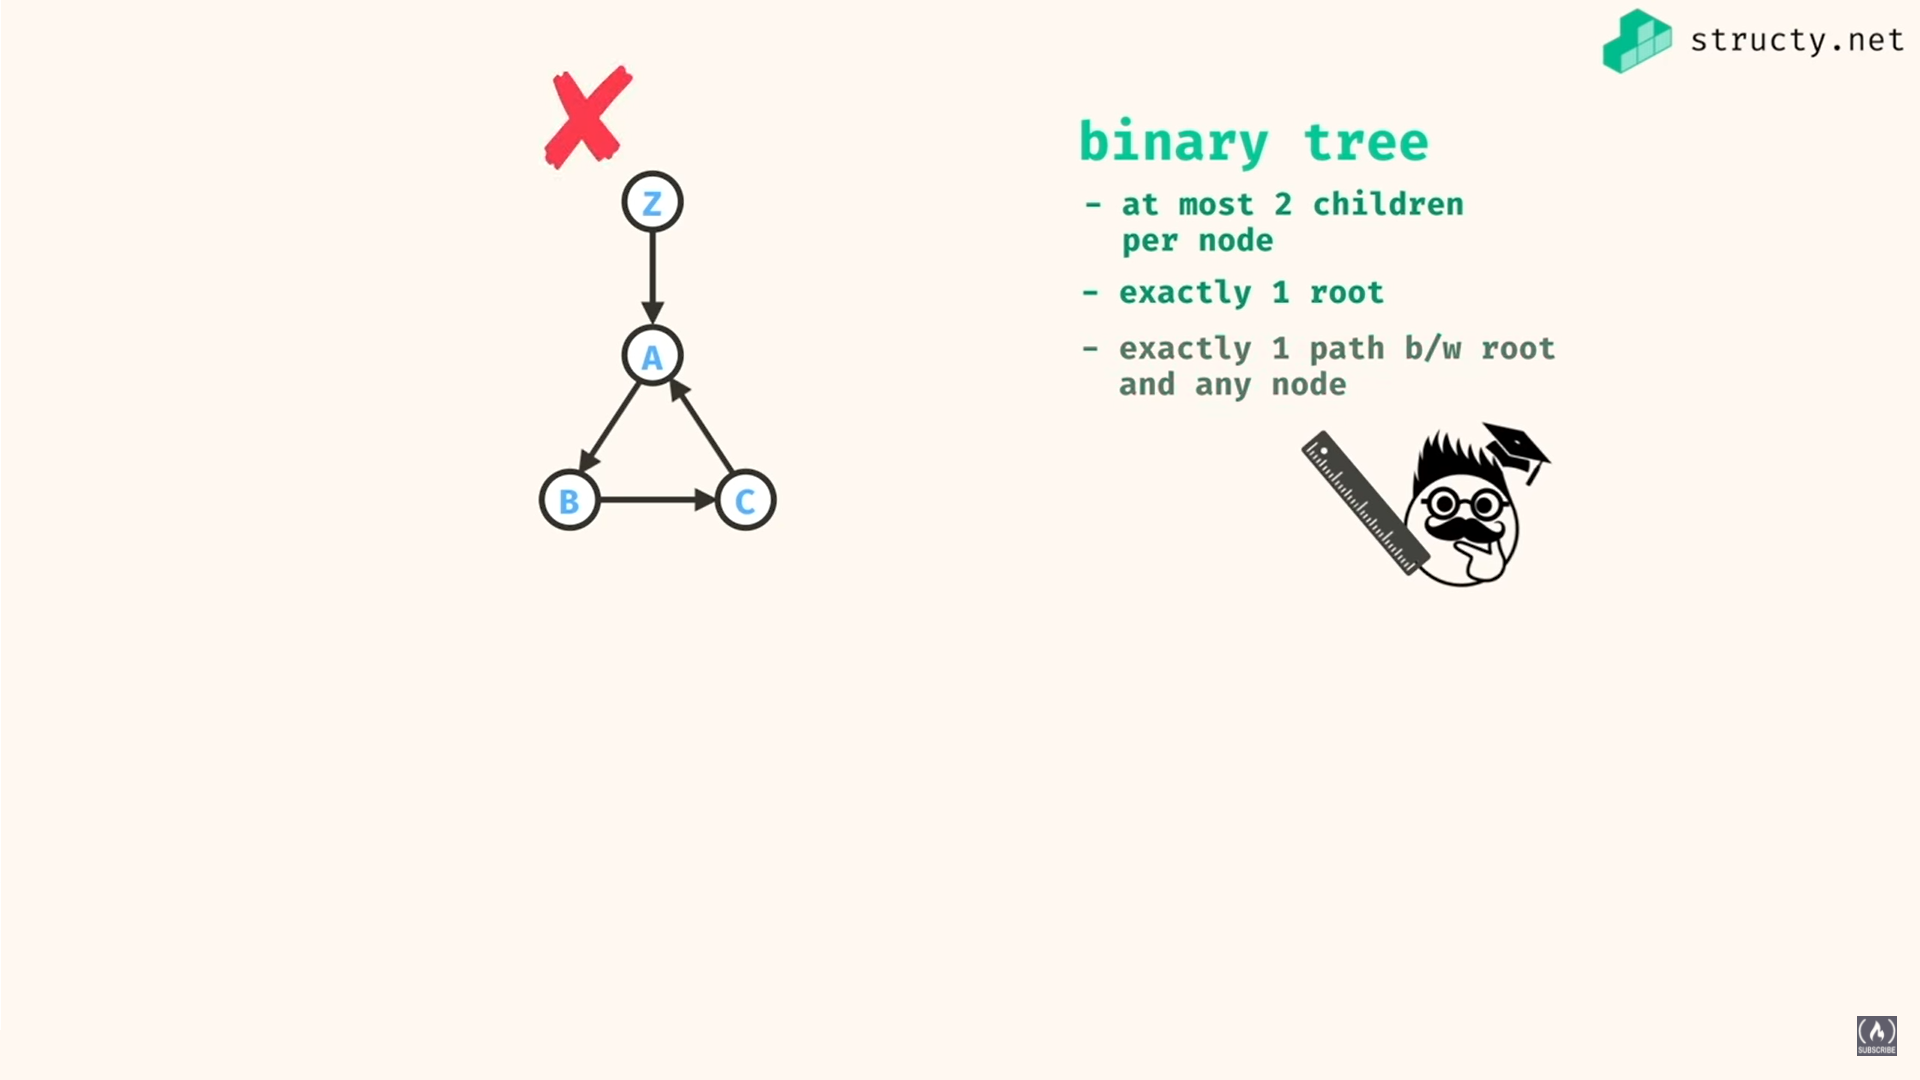 structy.net
binary tree
- at most 2 children
per node
- exactly 1 root
- exactly 1 path b/w root
and any node
Z
A
B
C
SUBSCRIBE